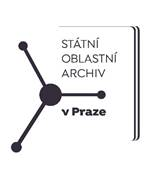 STÁTNÍ
OBLASTNÍ
ARCHIV
v Praze